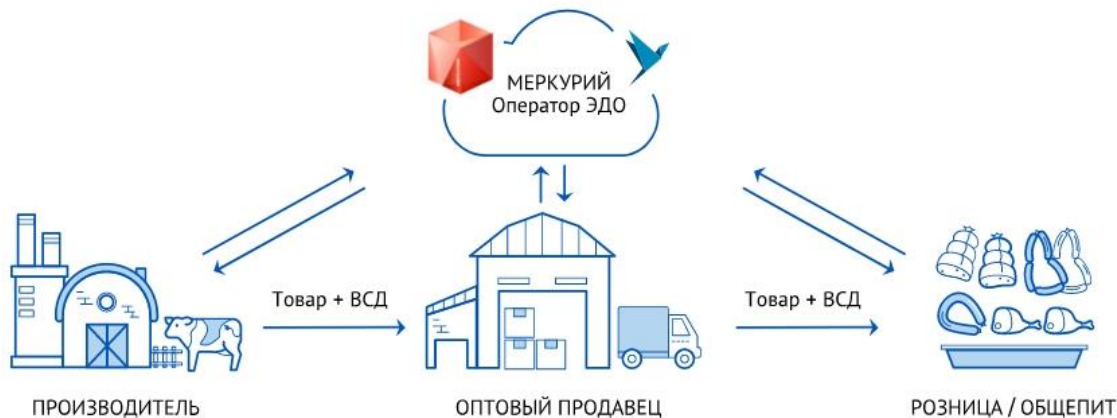 МЕРКУРИЙ
Оператор ЭДО
Товар + ВСД
Товар + ВСД
ПРОИЗВОДИТЕЛЬ
ОПТОВЫЙ ПРОДАВЕЦ
РОЗНИЦА / ОБЩЕПИТ